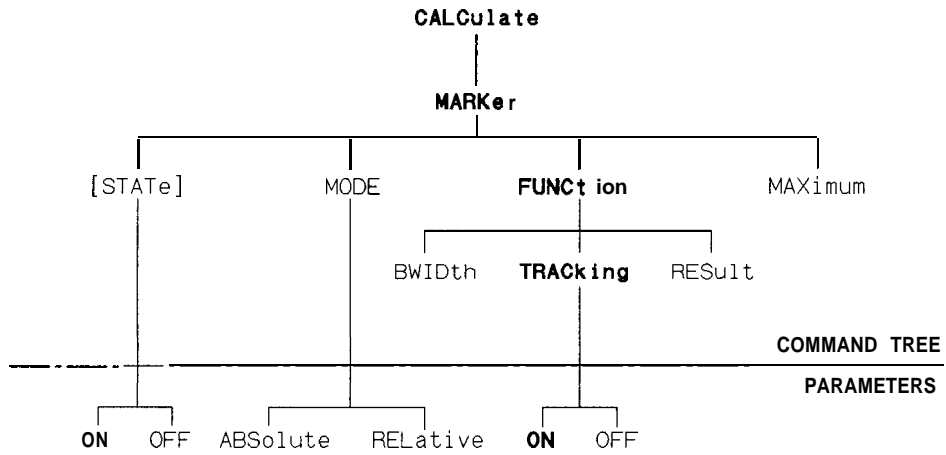 CALCulate
MARKer
[STATe] MODE FUNCtion MAXimum
BWIDth TRACking RESult
COMMAND TREE
PARAMETERS
ON OFF ABSolute RELative ON OFF